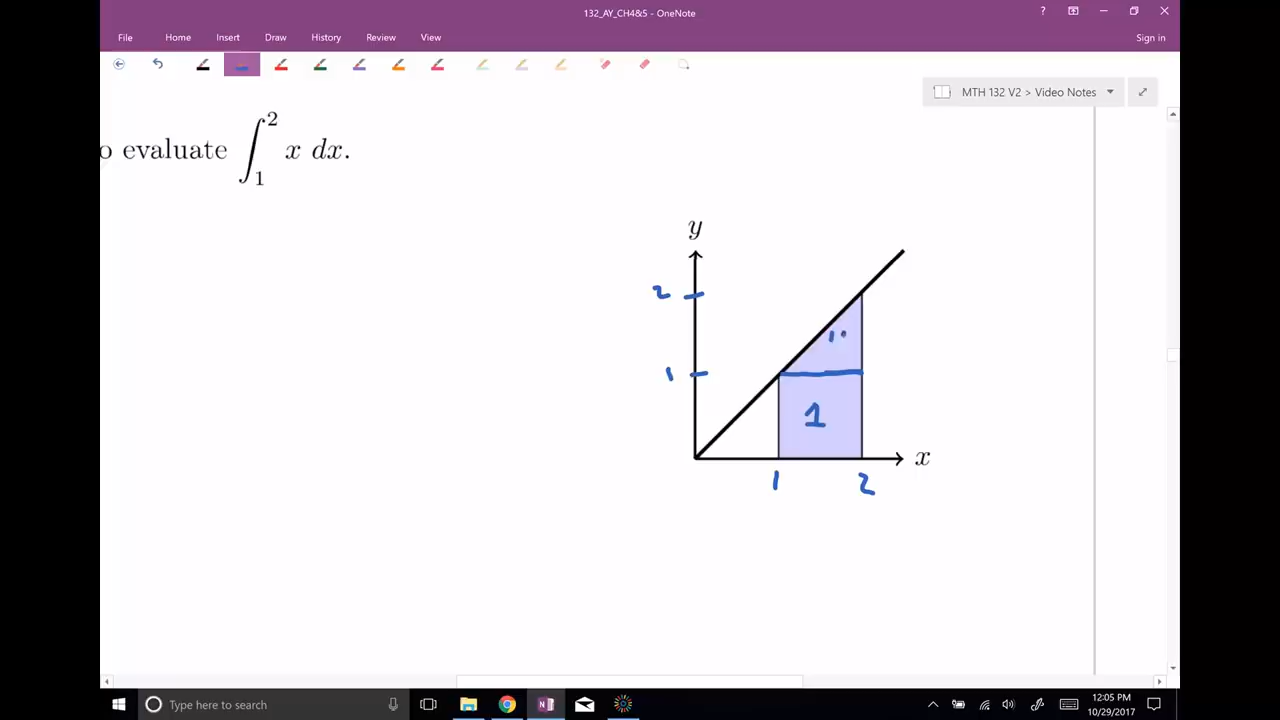 132_AY_CH4&5 - OneNote
?
File Home Insert Draw History Review View
Sign in
MTH 132 V2 > Video Notes
o evaluate ∫₁² x dx.
y
2
1
1
1 2
x
Type here to search
12:05 PM
10/29/2017